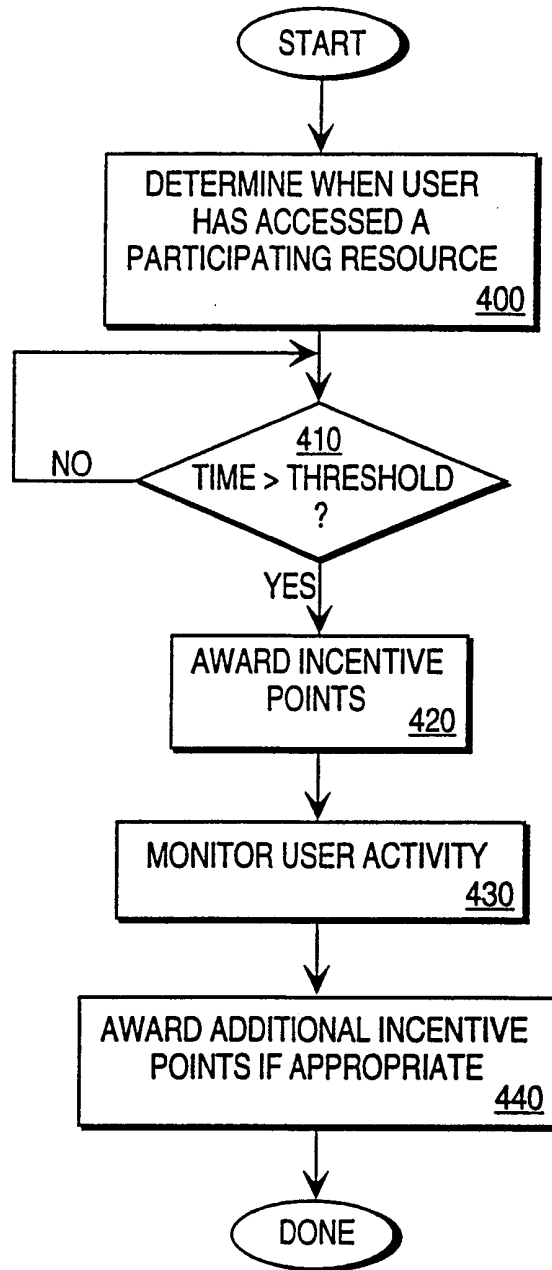 START
DETERMINE WHEN USER
HAS ACCESSED A
PARTICIPATING RESOURCE
400
410
NO
TIME > THRESHOLD
?
YES
AWARD INCENTIVE
POINTS
420
MONITOR USER ACTIVITY
430
AWARD ADDITIONAL INCENTIVE
POINTS IF APPROPRIATE
440
DONE